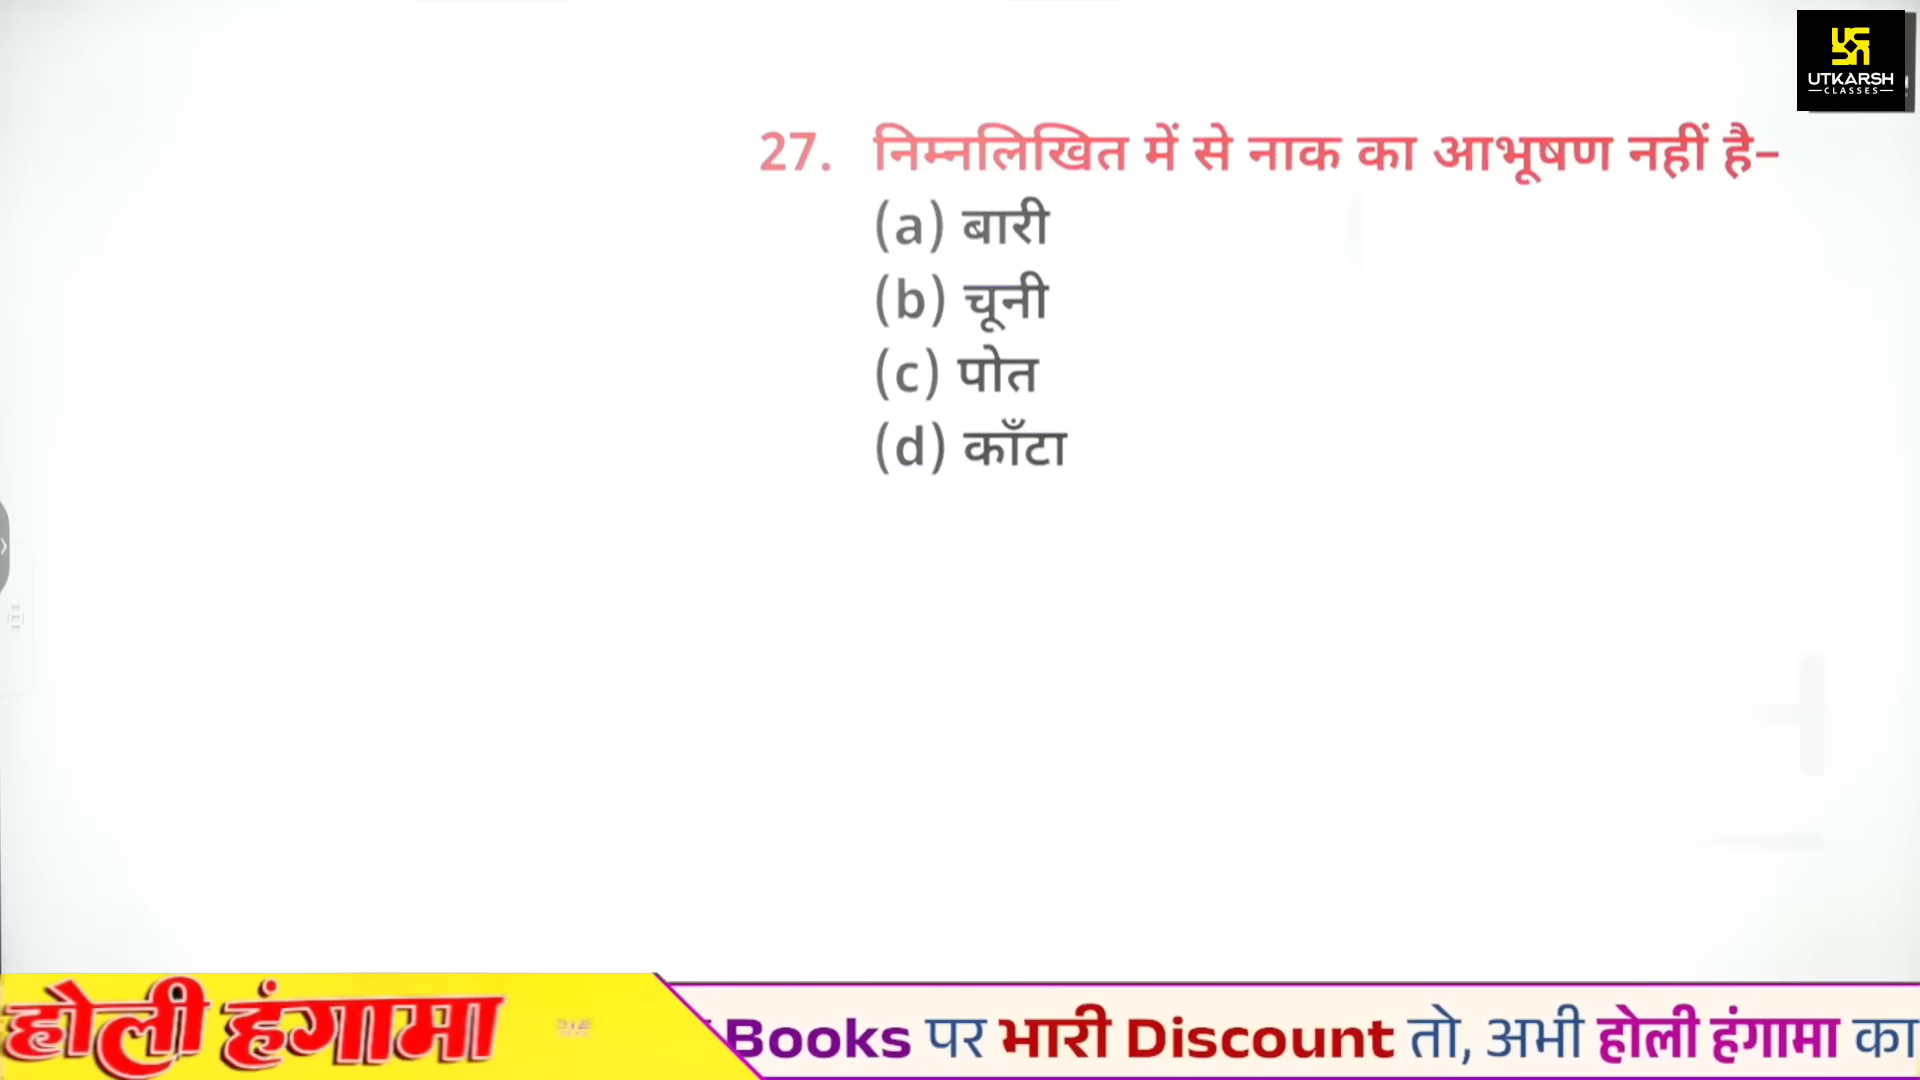 UTKARSH
CLASSES
27. निम्नलिखित में से नाक का आभूषण नहीं है–
(a) बारी
(b) चूनी
(c) पोत
(d) काँटा
होली हंगामा
Books पर भारी Discount तो, अभी होली हंगामा का